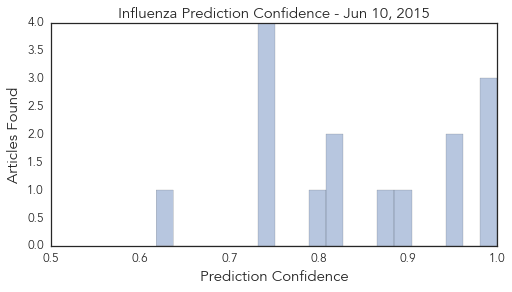 Influenza Prediction Confidence - Jun 10, 2015
Articles Found
4.0
3.5
3.0
2.5
2.0
1.5
1.0
0.5
0.0
0.5 0.6 0.7 0.8 0.9 1.0
Prediction Confidence